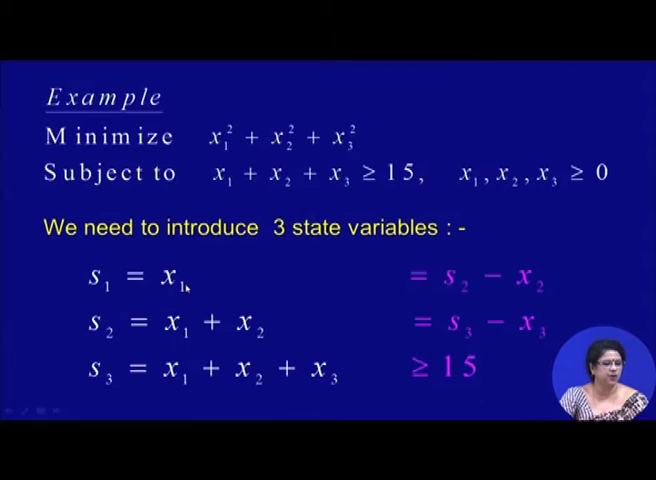 Example
Minimize x₁² + x₂² + x₃²
Subject to x₁ + x₂ + x₃ ≥ 15, x₁, x₂, x₃ ≥ 0
We need to introduce 3 state variables : -
s₁ = x₁ = s₂ − x₂
s₂ = x₁ + x₂ = s₃ − x₃
s₃ = x₁ + x₂ + x₃ ≥ 15